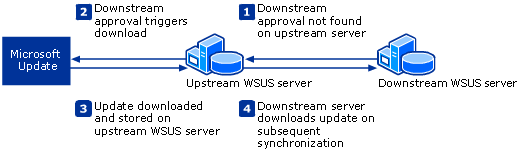 2 Downstream
approval triggers
download
1 Downstream
approval not found
on upstream server
Microsoft
Update
Upstream WSUS server
Downstream WSUS server
3 Update downloaded
and stored on
upstream WSUS server
4 Downstream server
downloads update on
subsequent
synchronization